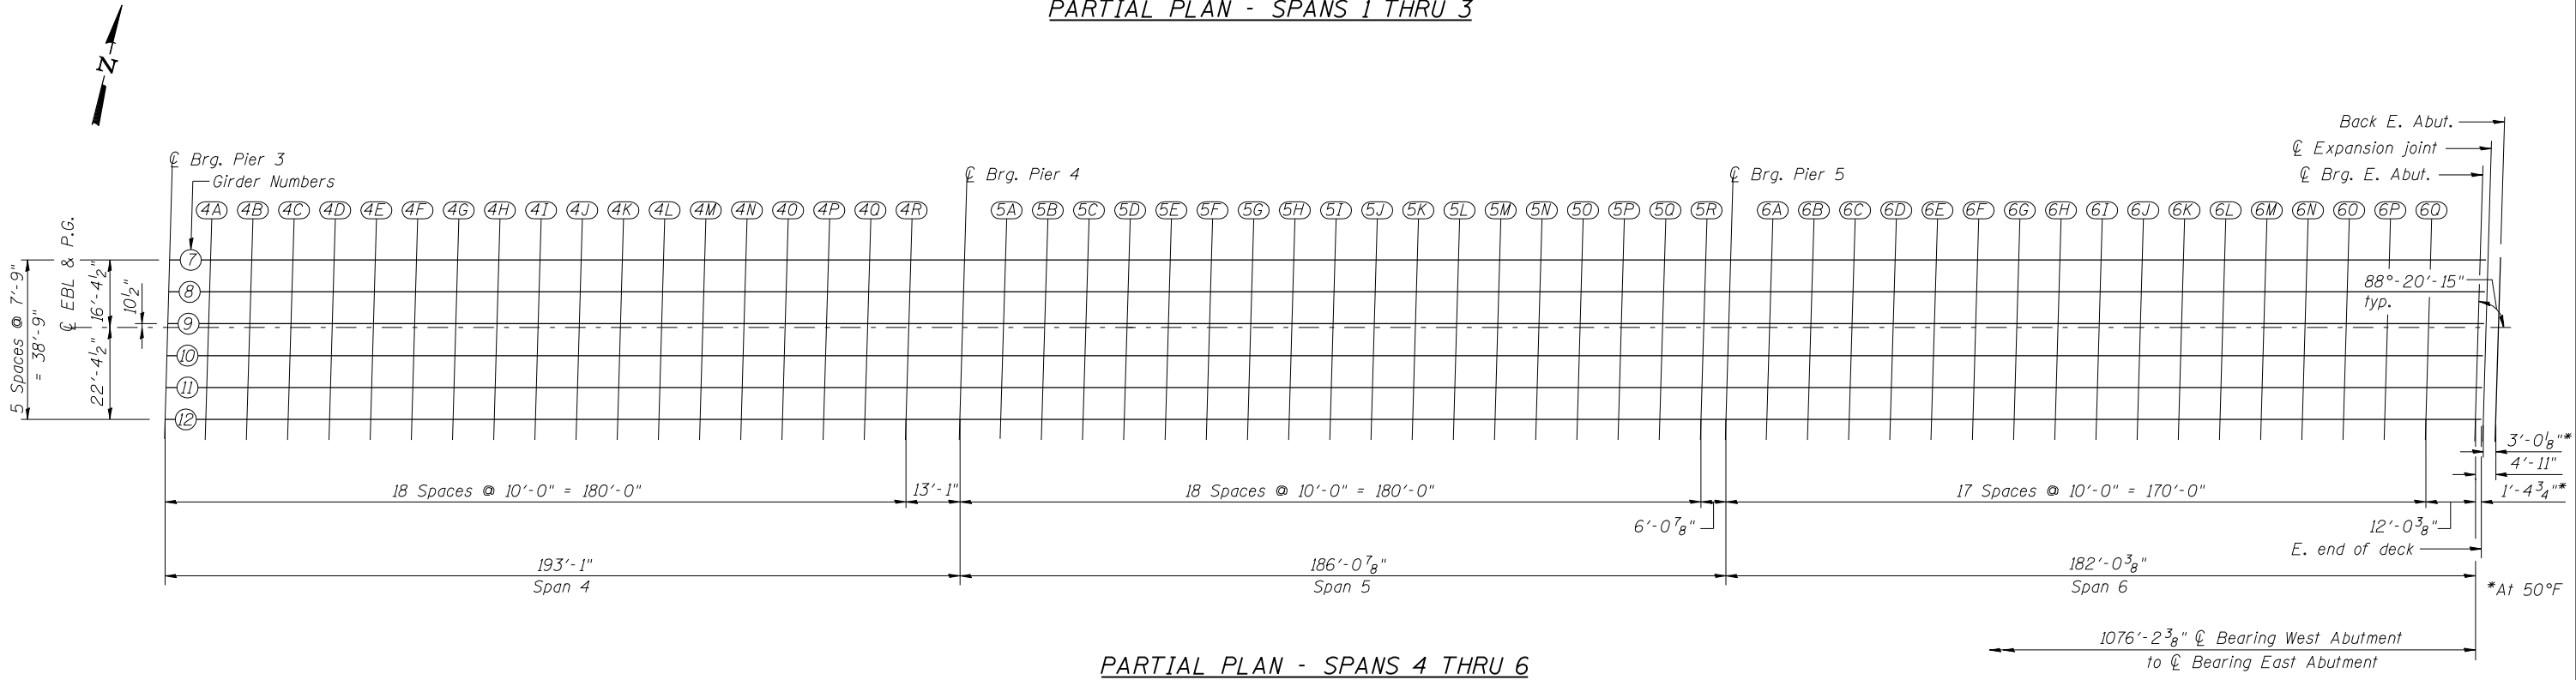 PARTIAL PLAN - SPANS 1 THRU 3
N
Back E. Abut.
℄ Expansion joint
℄ Brg. E. Abut.
℄ Brg. Pier 3
Girder Numbers
℄ Brg. Pier 4
℄ Brg. Pier 5
4A 4B 4C 4D 4E 4F 4G 4H 4I 4J 4K 4L 4M 4N 4O 4P 4Q 4R 5A 5B 5C 5D 5E 5F 5G 5H 5I 5J 5K 5L 5M 5N 5O 5P 5Q 5R 6A 6B 6C 6D 6E 6F 6G 6H 6I 6J 6K 6L 6M 6N 6O 6P 6Q
5 Spaces @ 7'-9"
= 38'-9"
℄ EBL & P.G.
16'-4½"
22'-4½"
10½"
7
8
9
10
11
12
88°-20'-15"
typ.
3'-0⅛"*
4'-11"
18 Spaces @ 10'-0" = 180'-0"
13'-1"
18 Spaces @ 10'-0" = 180'-0"
6'-0⅞"
17 Spaces @ 10'-0" = 170'-0"
1'-4¾"*
12'-0⅜"
E. end of deck
193'-1"
Span 4
186'-0⅞"
Span 5
182'-0⅜"
Span 6
*At 50°F
1076'-2⅜" ℄ Bearing West Abutment
to ℄ Bearing East Abutment
PARTIAL PLAN - SPANS 4 THRU 6